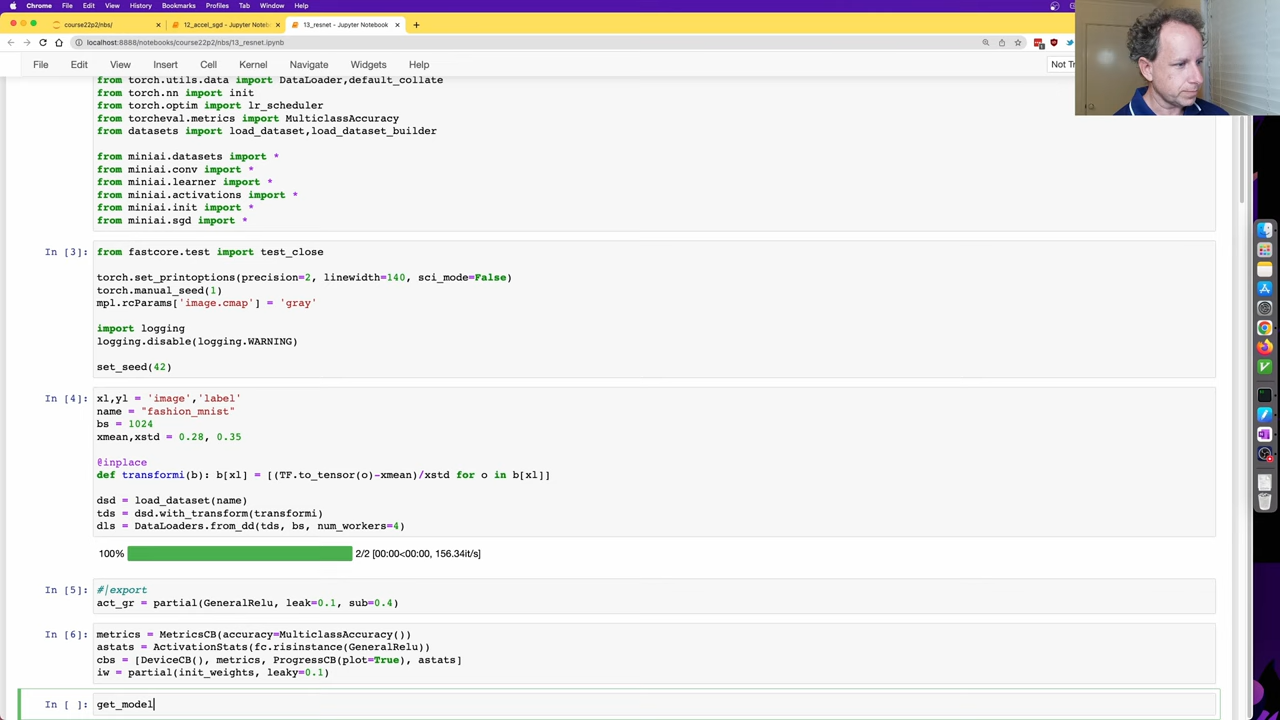 Chrome File Edit View History Bookmarks Profiles Tab Window Help
course22p2/nbs/ 12_accel_sgd - Jupyter Noteb 13_resnet - Jupyter Notebook
localhost:8888/notebooks/course22p2/nbs/13_resnet.ipynb
File Edit View Insert Cell Kernel Navigate Widgets Help Not Tr
from torch.utils.data import DataLoader,default_collate
from torch.nn import init
from torch.optim import lr_scheduler
from torcheval.metrics import MulticlassAccuracy
from datasets import load_dataset,load_dataset_builder
from miniai.datasets import *
from miniai.conv import *
from miniai.learner import *
from miniai.activations import *
from miniai.init import *
from miniai.sgd import *
In [3]: from fastcore.test import test_close
torch.set_printoptions(precision=2, linewidth=140, sci_mode=False)
torch.manual_seed(1)
mpl.rcParams['image.cmap'] = 'gray'
import logging
logging.disable(logging.WARNING)
set_seed(42)
In [4]: xl,yl = 'image','label'
name = "fashion_mnist"
bs = 1024
xmean,xstd = 0.28, 0.35
@inplace
def transformi(b): b[xl] = [(TF.to_tensor(o)-xmean)/xstd for o in b[xl]]
dsd = load_dataset(name)
tds = dsd.with_transform(transformi)
dls = DataLoaders.from_dd(tds, bs, num_workers=4)
100% 2/2 [00:00<00:00, 156.34it/s]
In [5]: #|export
act_gr = partial(GeneralRelu, leak=0.1, sub=0.4)
In [6]: metrics = MetricsCB(accuracy=MulticlassAccuracy())
astats = ActivationStats(fc.risinstance(GeneralRelu))
cbs = [DeviceCB(), metrics, ProgressCB(plot=True), astats]
iw = partial(init_weights, leaky=0.1)
In [ ]: get_model